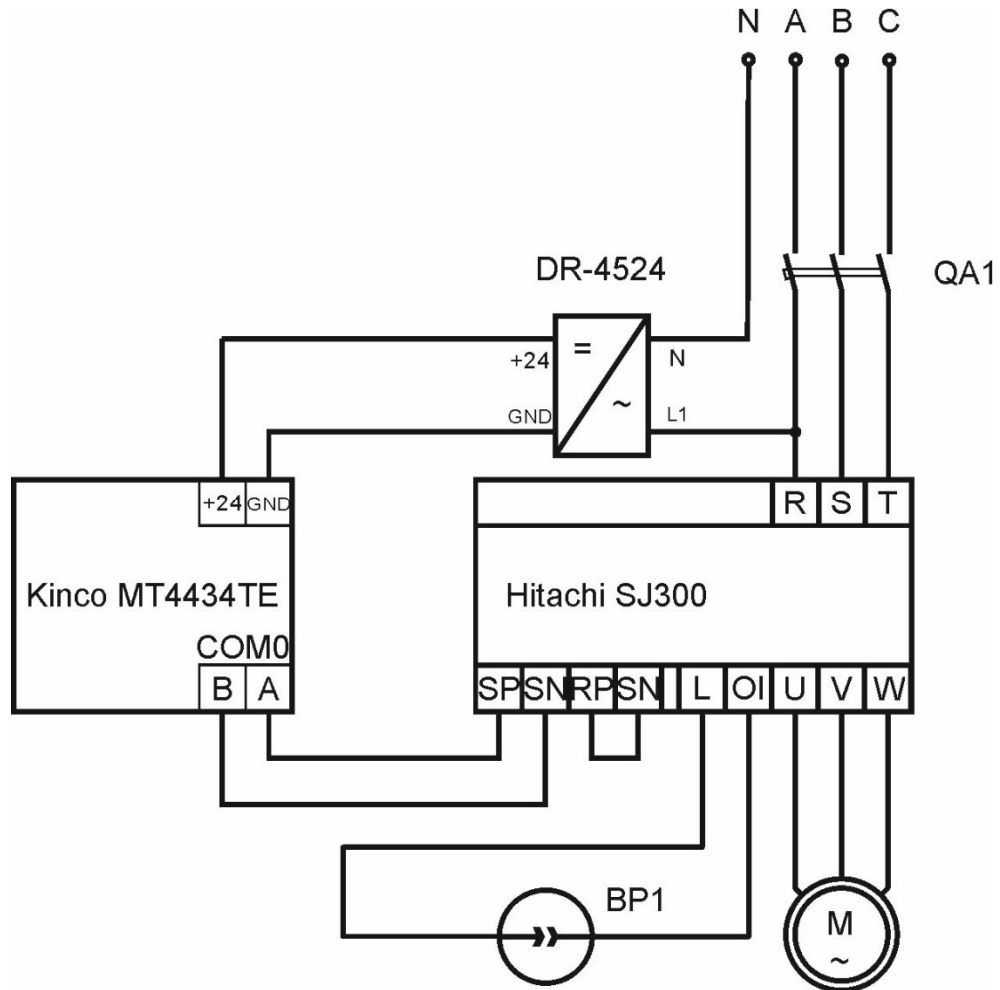 N A B C
QA1
DR-4524
=
~
+24
GND
N
L1
+24 GND
R S T
Kinco MT4434TE
COM0
B A
Hitachi SJ300
SP SN RP SN L OI U V W
BP1
M
~